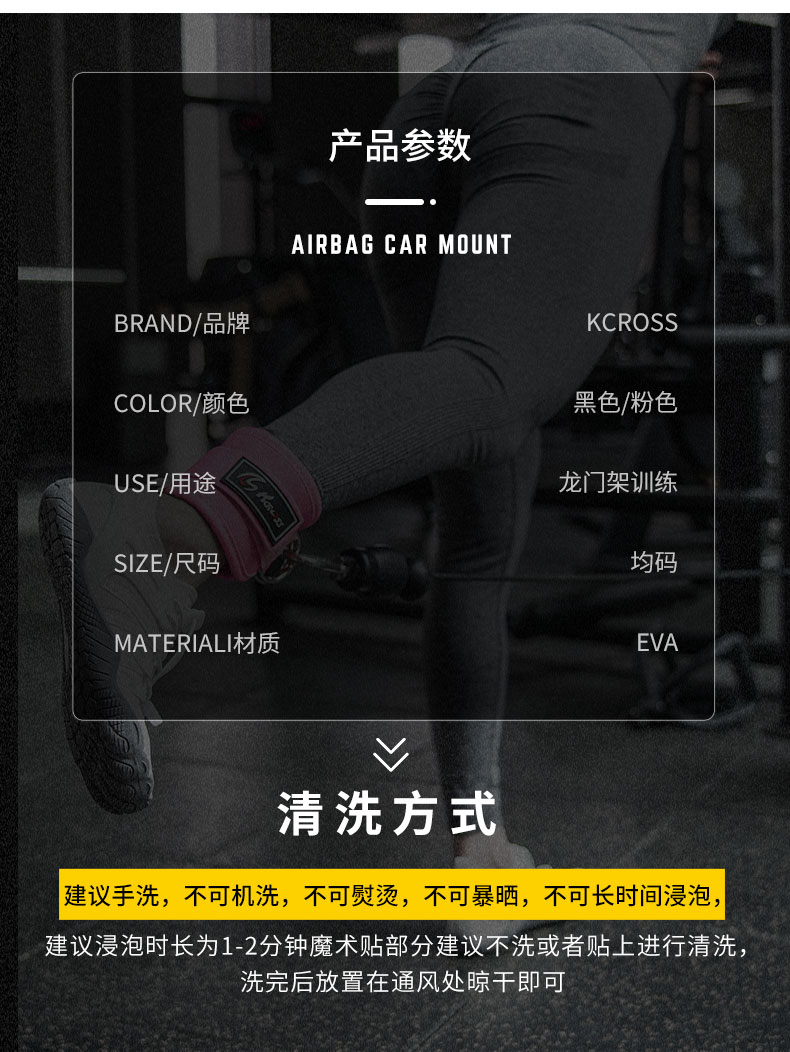 产品参数
AIRBAG CAR MOUNT
BRAND/品牌 KCROSS
COLOR/颜色 黑色/粉色
USE/用途 龙门架训练
SIZE/尺码 均码
MATERIALI材质 EVA
清洗方式
建议手洗，不可机洗，不可熨烫，不可暴晒，不可长时间浸泡，
建议浸泡时长为1-2分钟魔术贴部分建议不洗或者贴上进行清洗，
洗完后放置在通风处晾干即可